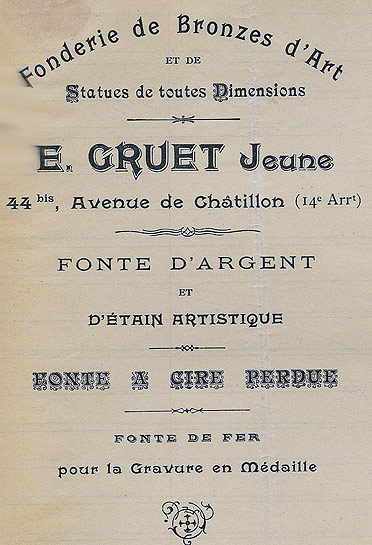 Fonderie de Bronzes d'Art
ET DE
Statues de toutes Dimensions
E. GRUET Jeune
44 bis, Avenue de Châtillon (14e Arrt)
FONTE D'ARGENT
ET
D'ÉTAIN ARTISTIQUE
FONTE A CIRE PERDUE
FONTE DE FER
pour la Gravure en Médaille